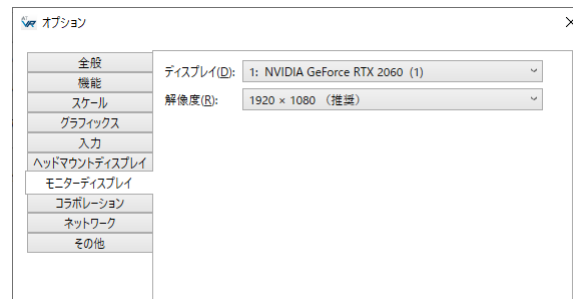 オプション
全般
機能
スケール
グラフィックス
入力
ヘッドマウントディスプレイ
モニターディスプレイ
コラボレーション
ネットワーク
その他
ディスプレイ(D): 1: NVIDIA GeForce RTX 2060 (1)
解像度(R): 1920 × 1080 （推奨）